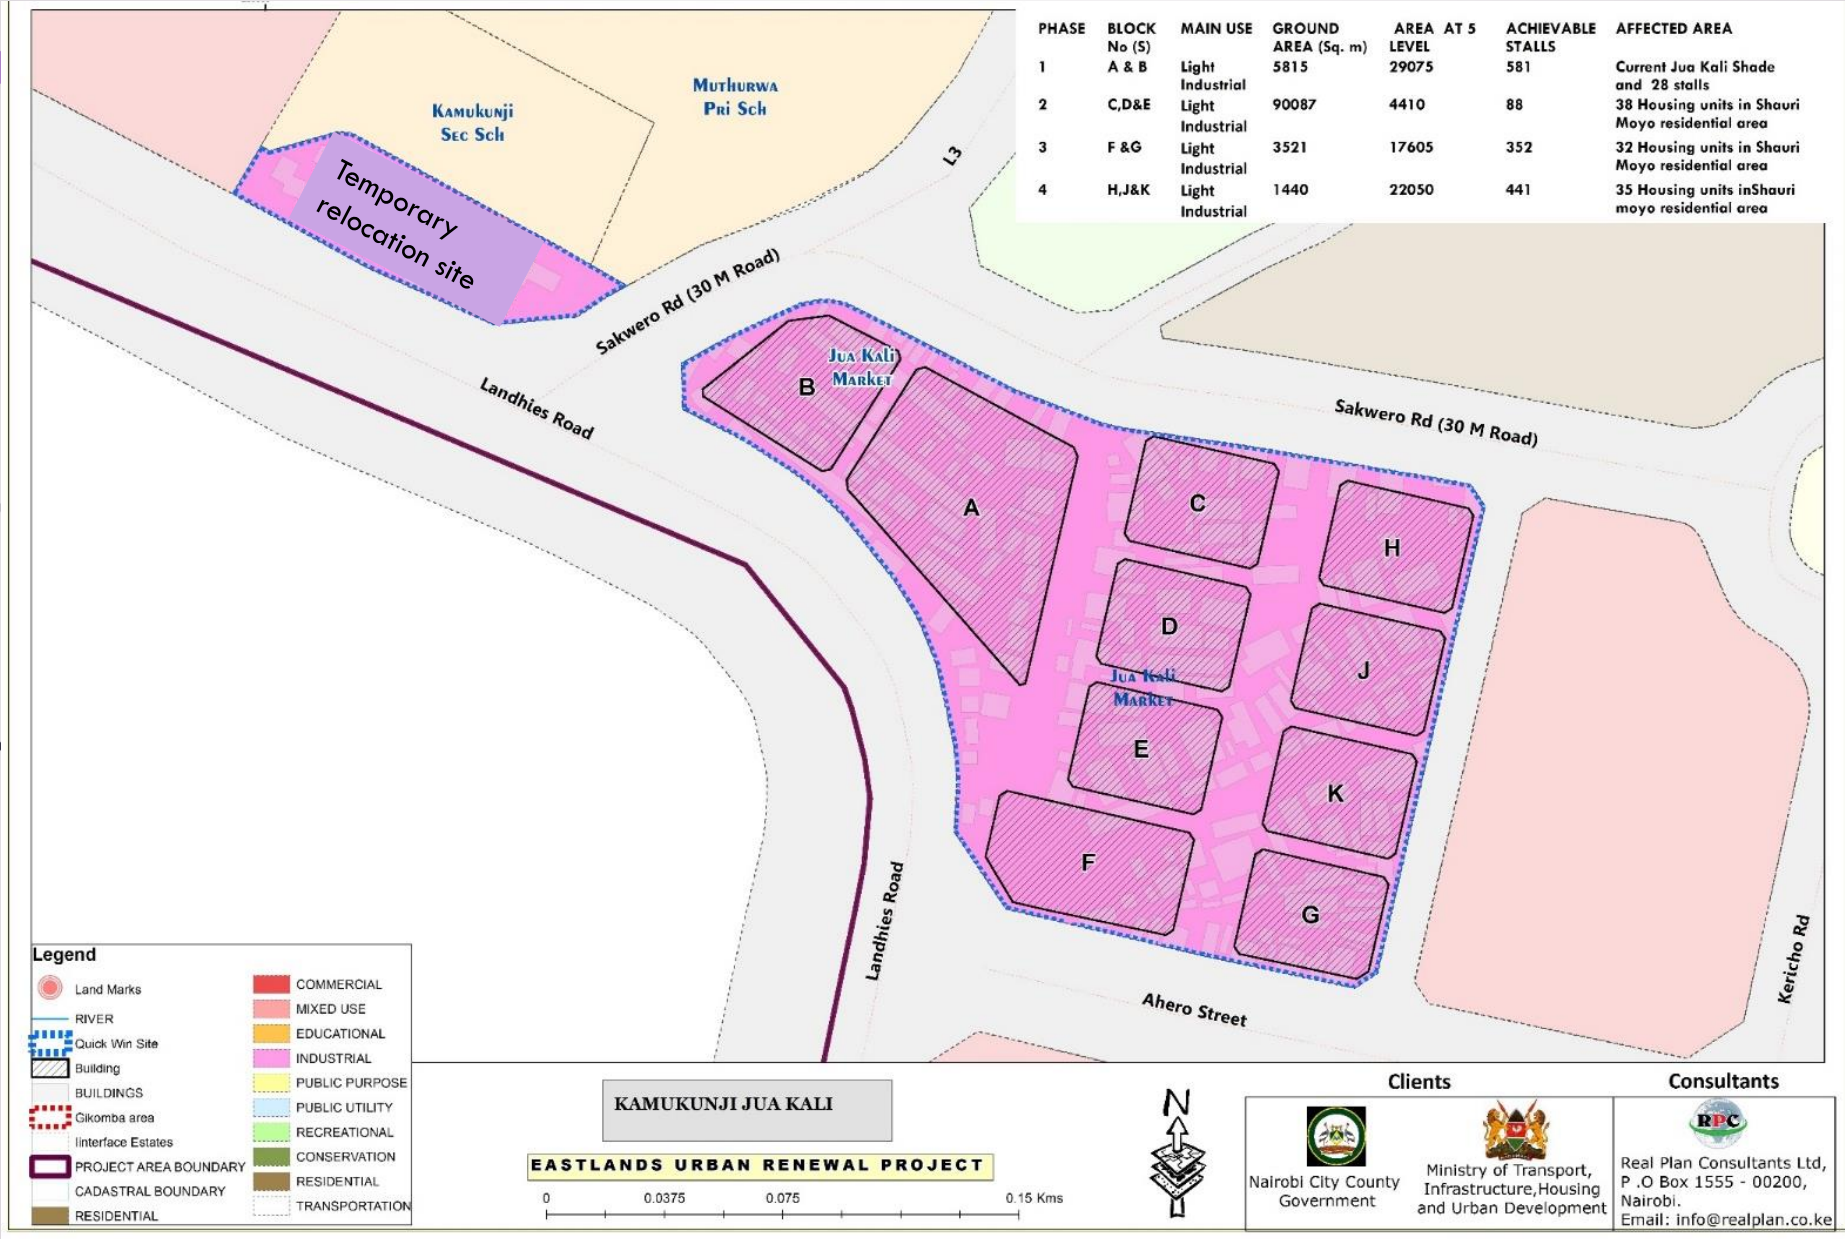 PHASE BLOCK No (S) MAIN USE GROUND AREA (Sq. m) AREA AT 5 LEVEL ACHIEVABLE STALLS AFFECTED AREA
1 A & B Light Industrial 5815 29075 581 Current Jua Kali Shade and 28 stalls
2 C,D&E Light Industrial 90087 4410 88 38 Housing units in Shauri Moyo residential area
3 F &G Light Industrial 3521 17605 352 32 Housing units in Shauri Moyo residential area
4 H,J&K Light Industrial 1440 22050 441 35 Housing units inShauri moyo residential area
Muthurwa
Pri Sch
Kamukunji
Sec Sch
L3
Temporary
relocation site
Sakwero Rd (30 M Road)
Landhies Road
Jua Kali
Market
B
A
Sakwero Rd (30 M Road)
C
H
D
J
Jua Kali
Market
E
K
F
G
Landhies Road
Ahero Street
Kericho Rd
Legend
Land Marks
RIVER
Quick Win Site
Building
BUILDINGS
Gikomba area
Iinterface Estates
PROJECT AREA BOUNDARY
CADASTRAL BOUNDARY
RESIDENTIAL
COMMERCIAL
MIXED USE
EDUCATIONAL
INDUSTRIAL
PUBLIC PURPOSE
PUBLIC UTILITY
RECREATIONAL
CONSERVATION
RESIDENTIAL
TRANSPORTATION
KAMUKUNJI JUA KALI
EASTLANDS URBAN RENEWAL PROJECT
0 0.0375 0.075 0.15 Kms
N
Clients
Nairobi City County
Government
Ministry of Transport,
Infrastructure,Housing
and Urban Development
Consultants
RPC
Real Plan Consultants Ltd,
P .O Box 1555 - 00200,
Nairobi.
Email: info@realplan.co.ke